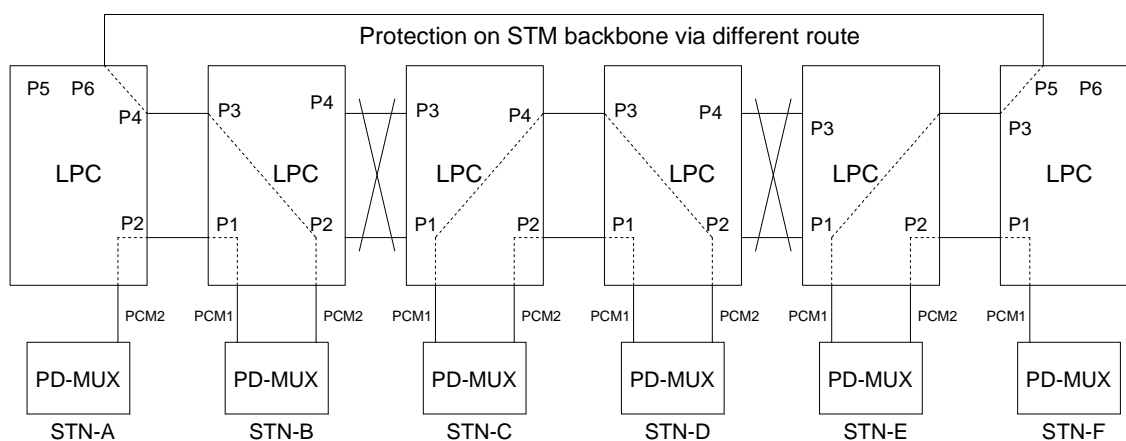 Protection on STM backbone via different route
P5 P6
P4
LPC
P2
P3
P4
LPC
P1 P2
P3
P4
LPC
P1 P2
P3
P4
LPC
P1 P2
P3
LPC
P1 P2
P5 P6
P3
LPC
P1
PCM2 PCM1 PCM2 PCM1 PCM2 PCM1 PCM2 PCM1 PCM2 PCM1
PD-MUX PD-MUX PD-MUX PD-MUX PD-MUX PD-MUX
STN-A STN-B STN-C STN-D STN-E STN-F